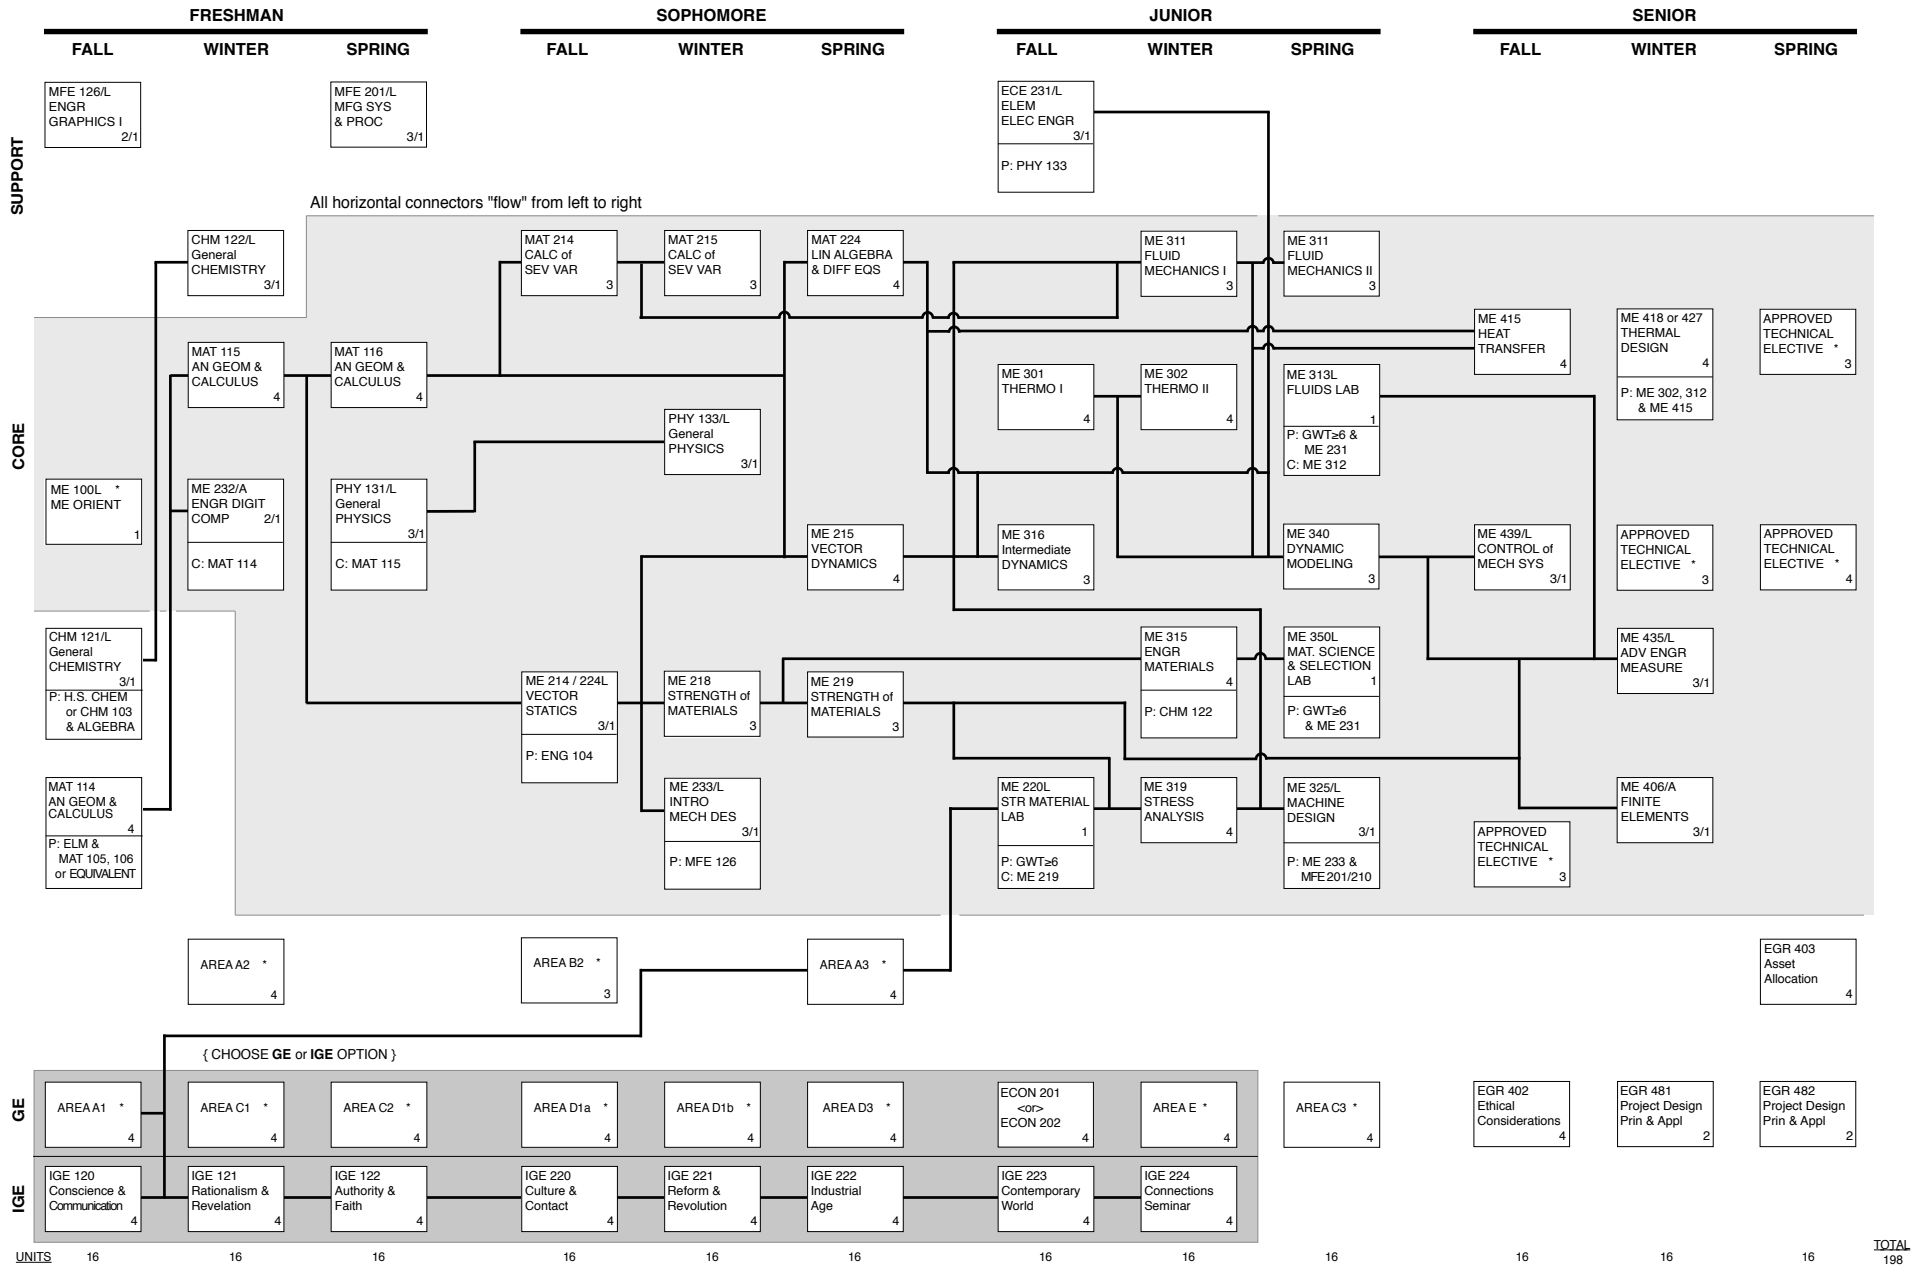 FRESHMAN
SOPHOMORE
JUNIOR
SENIOR
FALL
WINTER
SPRING
FALL
WINTER
SPRING
FALL
WINTER
SPRING
FALL
WINTER
SPRING
SUPPORT
MFE 126/L
ENGR
GRAPHICS I
2/1
MFE 201/L
MFG SYS
& PROC
3/1
ECE 231/L
ELEM
ELEC ENGR
3/1
P: PHY 133
All horizontal connectors "flow" from left to right
CHM 122/L
General
CHEMISTRY
3/1
MAT 214
CALC of
SEV VAR
3
MAT 215
CALC of
SEV VAR
3
MAT 224
LIN ALGEBRA
& DIFF EQS
4
ME 311
FLUID
MECHANICS I
3
ME 311
FLUID
MECHANICS II
3
CORE
MAT 115
AN GEOM &
CALCULUS
4
MAT 116
AN GEOM &
CALCULUS
4
ME 415
HEAT
TRANSFER
4
ME 418 or 427
THERMAL
DESIGN
4
P: ME 302, 312
& ME 415
APPROVED
TECHNICAL
ELECTIVE *
3
PHY 133/L
General
PHYSICS
3/1
ME 301
THERMO I
4
ME 302
THERMO II
4
ME 313L
FLUIDS LAB
1
P: GWT≥6 &
ME 231
C: ME 312
ME 100L *
ME ORIENT
1
ME 232/A
ENGR DIGIT
COMP 2/1
C: MAT 114
PHY 131/L
General
PHYSICS
3/1
C: MAT 115
ME 215
VECTOR
DYNAMICS
4
ME 316
Intermediate
DYNAMICS
3
ME 340
DYNAMIC
MODELING
3
ME 439/L
CONTROL of
MECH SYS
3/1
APPROVED
TECHNICAL
ELECTIVE *
3
APPROVED
TECHNICAL
ELECTIVE *
4
CHM 121/L
General
CHEMISTRY
3/1
P: H.S. CHEM
or CHM 103
& ALGEBRA
ME 214 / 224L
VECTOR
STATICS
3/1
P: ENG 104
ME 218
STRENGTH of
MATERIALS
3
ME 219
STRENGTH of
MATERIALS
3
ME 315
ENGR
MATERIALS
4
P: CHM 122
ME 350L
MAT. SCIENCE
& SELECTION
LAB
1
P: GWT≥6
& ME 231
ME 435/L
ADV ENGR
MEASURE
3/1
MAT 114
AN GEOM &
CALCULUS
4
P: ELM &
MAT 105, 106
or EQUIVALENT
ME 233/L
INTRO
MECH DES
3/1
P: MFE 126
ME 220L
STR MATERIAL
LAB
1
P: GWT≥6
C: ME 219
ME 319
STRESS
ANALYSIS
4
ME 325/L
MACHINE
DESIGN
3/1
P: ME 233 &
MFE 201/210
APPROVED
TECHNICAL
ELECTIVE *
3
ME 406/A
FINITE
ELEMENTS
3/1
AREA A2 *
4
AREA B2 *
3
AREA A3 *
4
EGR 403
Asset
Allocation
4
{ CHOOSE GE or IGE OPTION }
GE
AREA A1 *
4
AREA C1 *
4
AREA C2 *
4
AREA D1a *
4
AREA D1b *
4
AREA D3 *
4
ECON 201
<or>
ECON 202
4
AREA E *
4
AREA C3 *
4
EGR 402
Ethical
Considerations
4
EGR 481
Project Design
Prin & Appl
2
EGR 482
Project Design
Prin & Appl
2
IGE
IGE 120
Conscience &
Communication
4
IGE 121
Rationalism &
Revelation
4
IGE 122
Authority &
Faith
4
IGE 220
Culture &
Contact
4
IGE 221
Reform &
Revolution
4
IGE 222
Industrial
Age
4
IGE 223
Contemporary
World
4
IGE 224
Connections
Seminar
4
UNITS 16 16 16 16 16 16 16 16 16 16 16 16
TOTAL
198